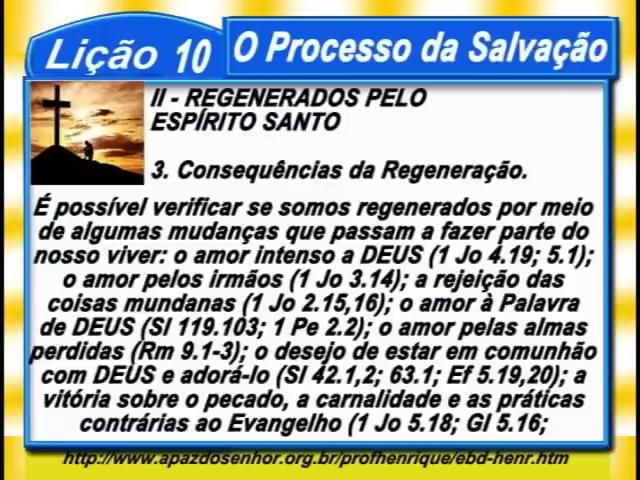 Lição 10
O Processo da Salvação
II - REGENERADOS PELO
ESPÍRITO SANTO
3. Consequências da Regeneração.
É possível verificar se somos regenerados por meio
de algumas mudanças que passam a fazer parte do
nosso viver: o amor intenso a DEUS (1 Jo 4.19; 5.1);
o amor pelos irmãos (1 Jo 3.14); a rejeição das
coisas mundanas (1 Jo 2.15,16); o amor à Palavra
de DEUS (Sl 119.103; 1 Pe 2.2); o amor pelas almas
perdidas (Rm 9.1-3); o desejo de estar em comunhão
com DEUS e adorá-lo (Sl 42.1,2; 63.1; Ef 5.19,20); a
vitória sobre o pecado, a carnalidade e as práticas
contrárias ao Evangelho (1 Jo 5.18; Gl 5.16;
http://www.apazdosenhor.org.br/profhenrique/ebd-henr.htm